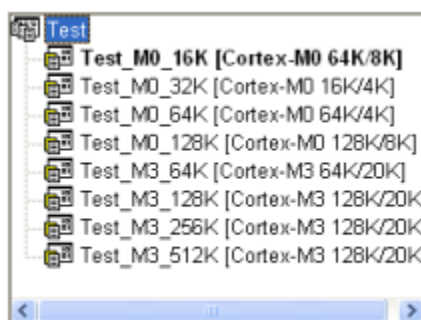 Test
Test_M0_16K [Cortex-M0 64K/8K]
Test_M0_32K [Cortex-M0 16K/4K]
Test_M0_64K [Cortex-M0 64K/4K]
Test_M0_128K [Cortex-M0 128K/8K]
Test_M3_64K [Cortex-M3 64K/20K]
Test_M3_128K [Cortex-M3 128K/20K
Test_M3_256K [Cortex-M3 128K/20K
Test_M3_512K [Cortex-M3 128K/20K